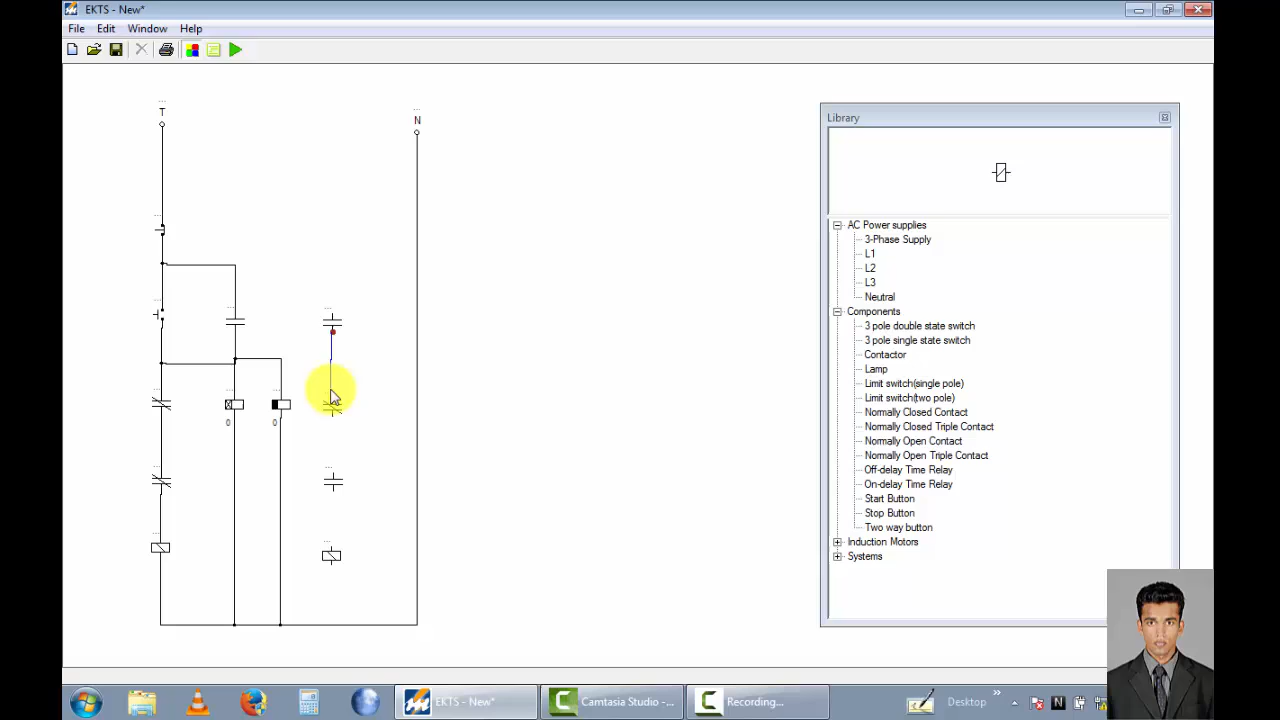 EKTS - New*
File Edit Window Help
T
N
0
0
Library
AC Power supplies
3-Phase Supply
L1
L2
L3
Neutral
Components
3 pole double state switch
3 pole single state switch
Contactor
Lamp
Limit switch(single pole)
Limit switch(two pole)
Normally Closed Contact
Normally Closed Triple Contact
Normally Open Contact
Normally Open Triple Contact
Off-delay Time Relay
On-delay Time Relay
Start Button
Stop Button
Two way button
Induction Motors
Systems
EKTS - New*
Camtasia Studio -...
Recording...
Desktop
N